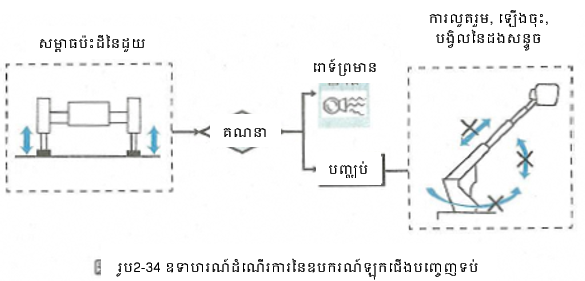 ការលូតរួម, ឡើងចុះ,
បង្វិលនៃដងសន្ទូច
សម្ពាធប៉ះដីនៃជួយ
រោទ៍ព្រមាន
គណនា
បញ្ឈប់
រូប2-34 ឧទាហរណ៍ដំណើរការនៃឧបករណ៍ឡុកជើងបញ្ចេញទប់